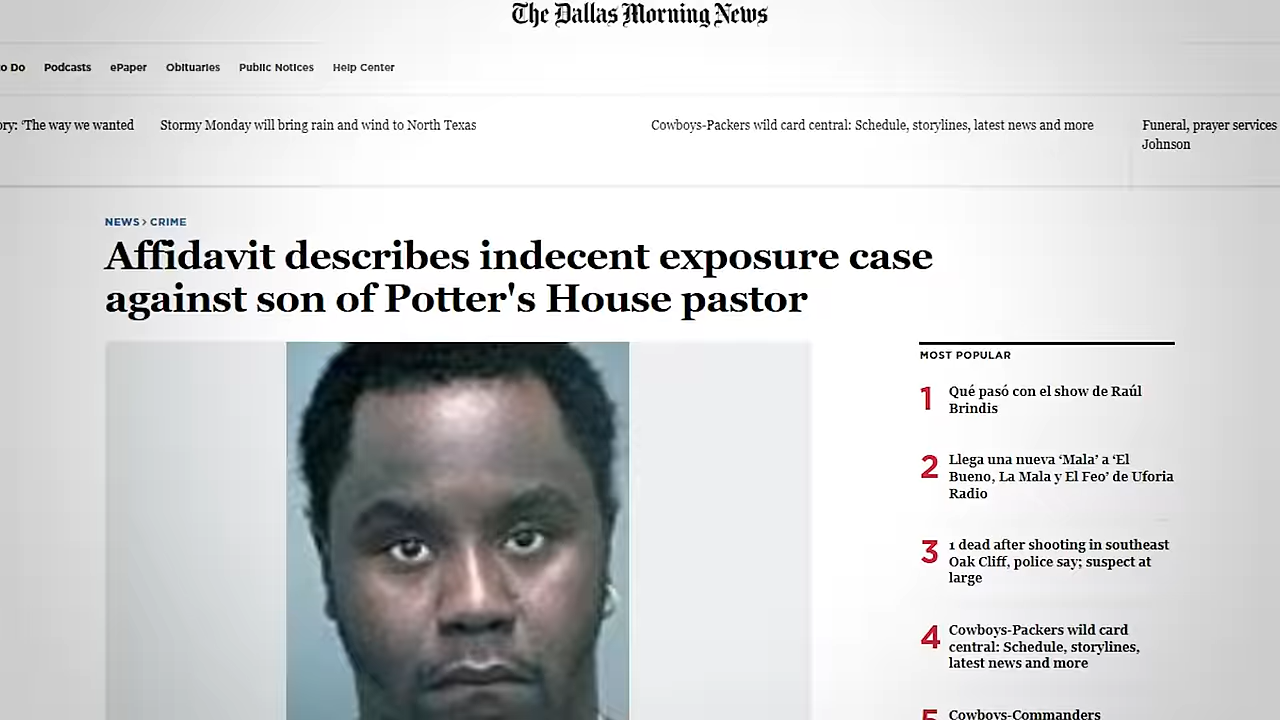 The Dallas Morning News
to Do Podcasts ePaper Obituaries Public Notices Help Center
ory: ‘The way we wanted
Stormy Monday will bring rain and wind to North Texas
Cowboys-Packers wild card central: Schedule, storylines, latest news and more
Funeral, prayer services
Johnson
NEWS > CRIME
Affidavit describes indecent exposure case
against son of Potter's House pastor
MOST POPULAR
1
Qué pasó con el show de Raúl
Brindis
2
Llega una nueva ‘Mala’ a ‘El
Bueno, La Mala y El Feo’ de Uforia
Radio
3
1 dead after shooting in southeast
Oak Cliff, police say; suspect at
large
4
Cowboys-Packers wild card
central: Schedule, storylines,
latest news and more
5
Cowboys-Commanders